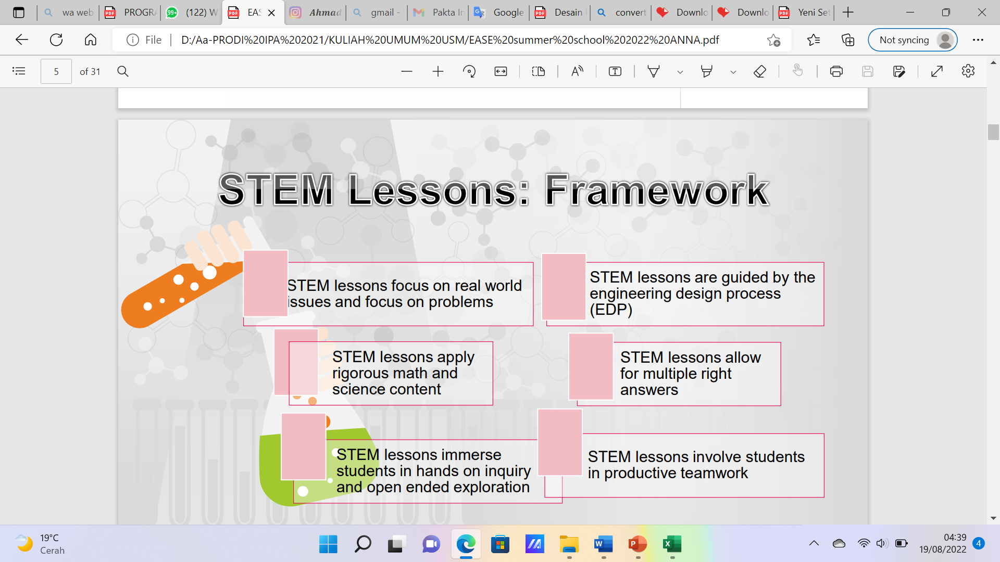 wa web
PROGRA
(122) W
EAS
Ahmad
gmail -
Pakta In
Google
Desain
convert
Downlo
Downlo
Yeni Set
File
D:/Aa-PRODI%20IPA%202021/KULIAH%20UMUM%20USM/EASE%20summer%20school%202022%20ANNA.pdf
Not syncing
5 of 31
STEM Lessons: Framework
STEM lessons focus on real world
issues and focus on problems
STEM lessons are guided by the
engineering design process
(EDP)
STEM lessons apply
rigorous math and
science content
STEM lessons allow
for multiple right
answers
STEM lessons immerse
students in hands on inquiry
and open ended exploration
STEM lessons involve students
in productive teamwork
19°C
Cerah
04:39
19/08/2022
4